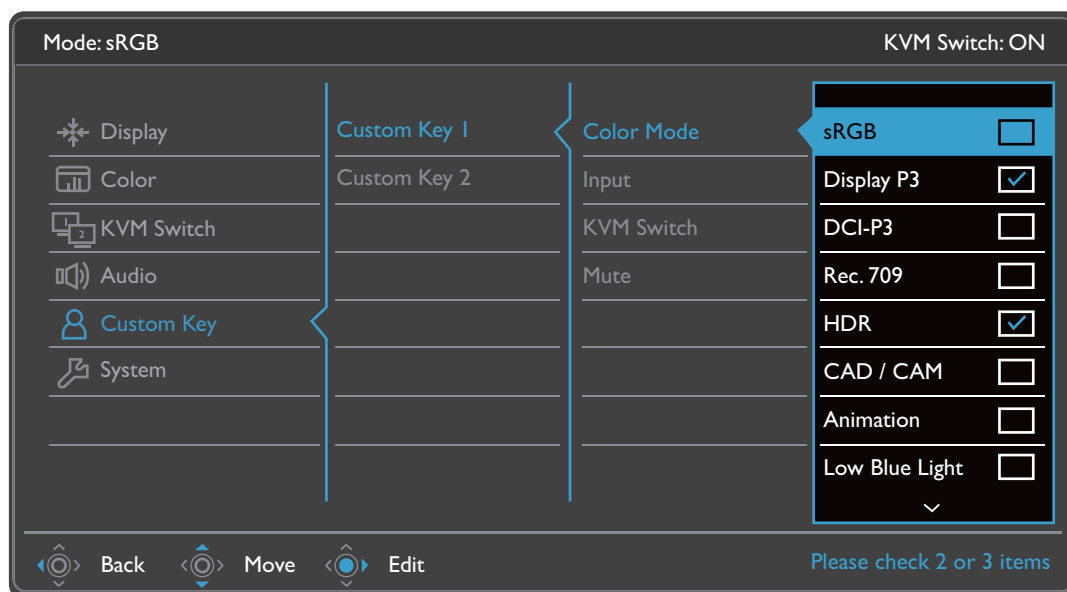 Mode: sRGB
KVM Switch: ON
Display
Color
1
2
KVM Switch
Audio
Custom Key
System
Custom Key 1
Custom Key 2
Color Mode
Input
KVM Switch
Mute
sRGB
Display P3
DCI-P3
Rec. 709
HDR
CAD / CAM
Animation
Low Blue Light
Back
Move
Edit
Please check 2 or 3 items